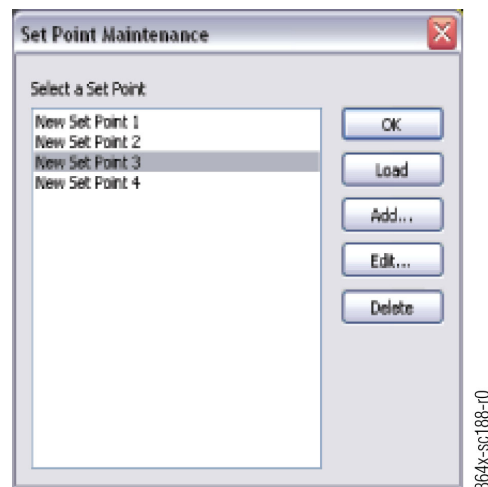 Set Point Maintenance
Select a Set Point
New Set Point 1
New Set Point 2
New Set Point 3
New Set Point 4
OK
Load
Add...
Edit...
Delete
364x-sc188-r0